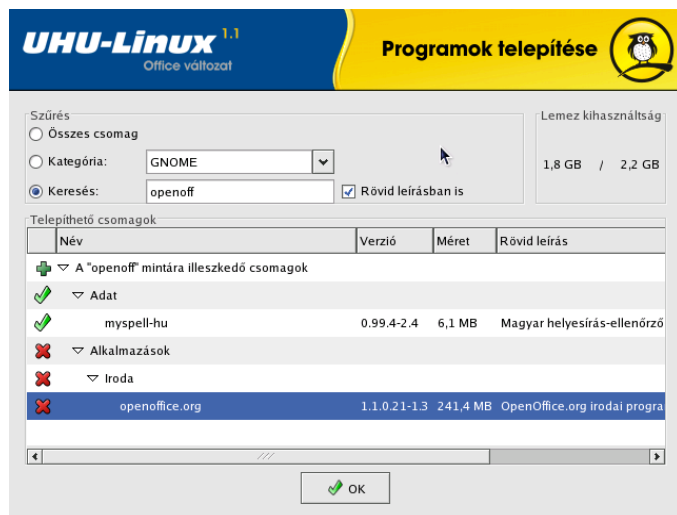 UHU-Linux 1.1
Office változat
Programok telepítése
Szűrés
Összes csomag
Kategória: GNOME
Keresés: openoff Rövid leírásban is
Lemez kihasználtság
1,8 GB / 2,2 GB
Telepíthető csomagok
Név Verzió Méret Rövid leírás
A "openoff" mintára illeszkedő csomagok
Adat
myspell-hu 0.99.4-2.4 6,1 MB Magyar helyesírás-ellenőrző
Alkalmazások
Iroda
openoffice.org 1.1.0.21-1.3 241,4 MB OpenOffice.org irodai progra
OK